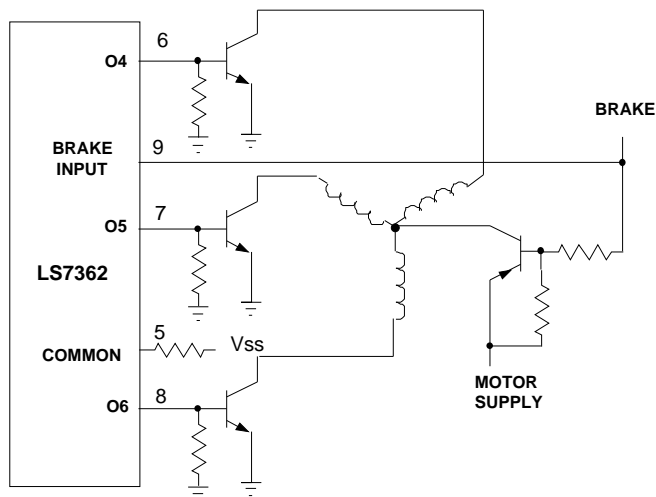 6
O4
BRAKE
9
BRAKE
INPUT
7
O5
LS7362
5
Vss
COMMON
MOTOR
SUPPLY
8
O6